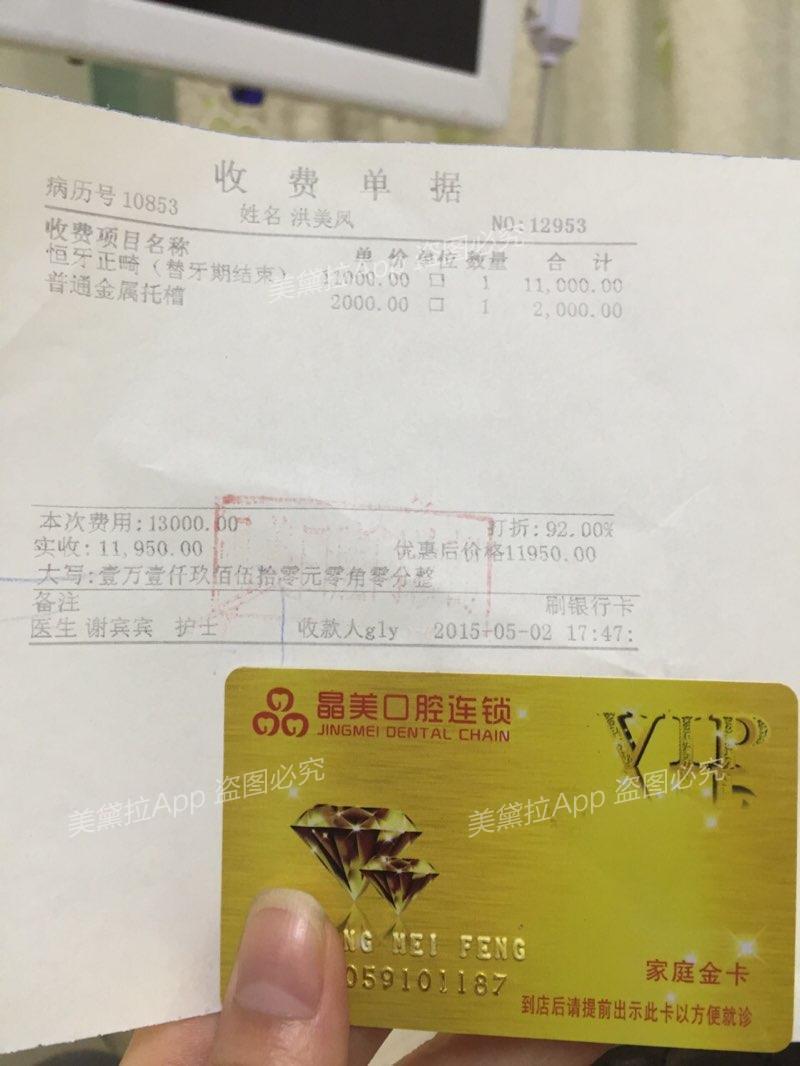 收费单据
病历号 10853 姓名 洪美凤 NO:12953
收费项目名称 单价 单位 数量 合计
恒牙正畸（替牙期结束） 11000.00 口 1 11,000.00
普通金属托槽 2000.00 口 1 2,000.00
美黛拉App 盗图必究
本次费用:13000.00 打折:92.00%
实收:11,950.00 优惠后价格11950.00
大写:壹万壹仟玖佰伍拾零元零角零分整
备注 刷银行卡
医生 谢宾宾 护士 收款人gly 2015-05-02 17:47:
晶美口腔连锁
JINGMEI DENTAL CHAIN
VIP
美黛拉App 盗图必究
美黛拉App 盗图必究
NG MEI FENG
059101187
家庭金卡
到店后请提前出示此卡以方便就诊